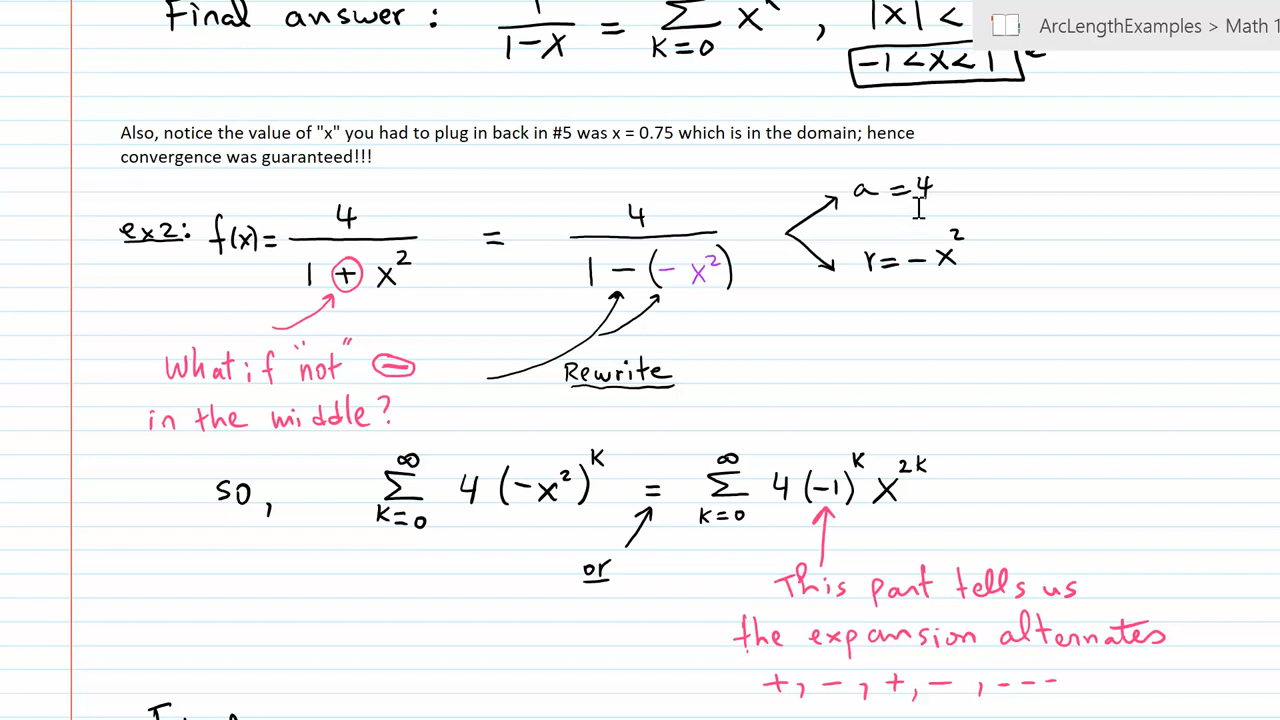 Final answer : 1/(1-x) = ∑ k=0 x , |x| <
ArcLengthExamples > Math 1
-1 < x < 1
Also, notice the value of "x" you had to plug in back in #5 was x = 0.75 which is in the domain; hence
convergence was guaranteed!!!
ex2: f(x) = 4/(1 + x²) = 4/(1 - (- x²))
a = 4
r = - x²
What if "not" ⊖
in the middle?
Rewrite
so, ∑ k=0 ∞ 4 (-x²)^k = ∑ k=0 ∞ 4 (-1)^k x^2k
or
This part tells us
the expansion alternates
+, -, +, -, ---